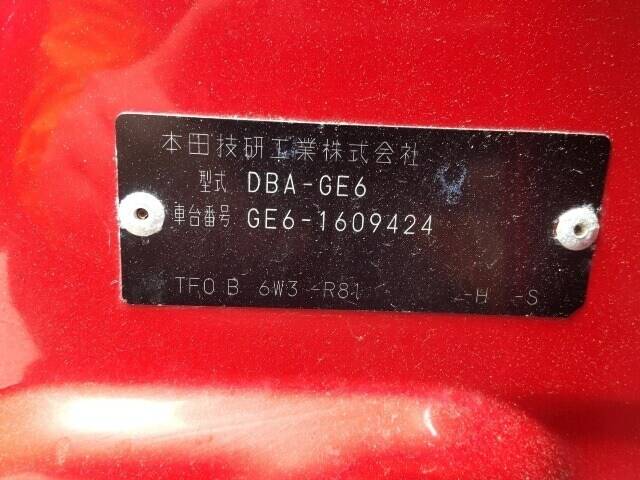 本田技研工業株式会社
型式 DBA-GE6
車台番号 GE6-1609424
TF0 B 6W3 -R81 -H -S